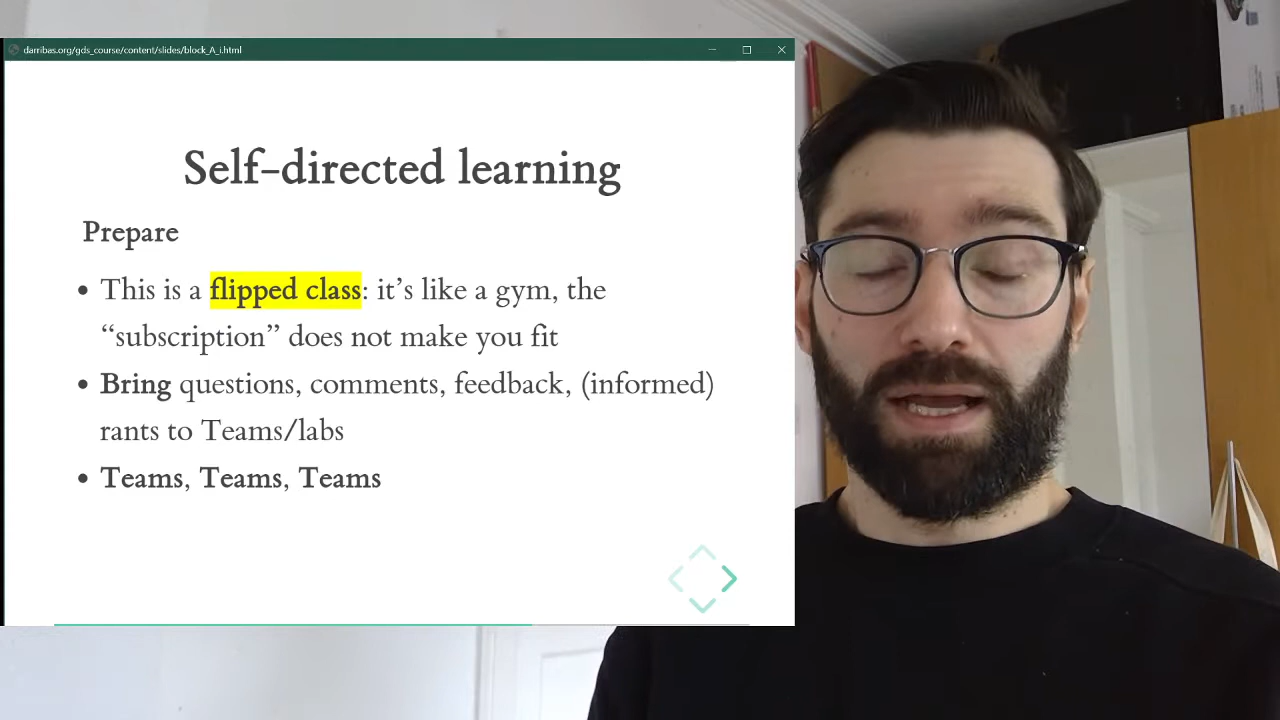 darribas.org/gds_course/content/slides/block_A_i.html
Self-directed learning
Prepare
• This is a flipped class: it’s like a gym, the
“subscription” does not make you fit
• Bring questions, comments, feedback, (informed)
rants to Teams/labs
• Teams, Teams, Teams